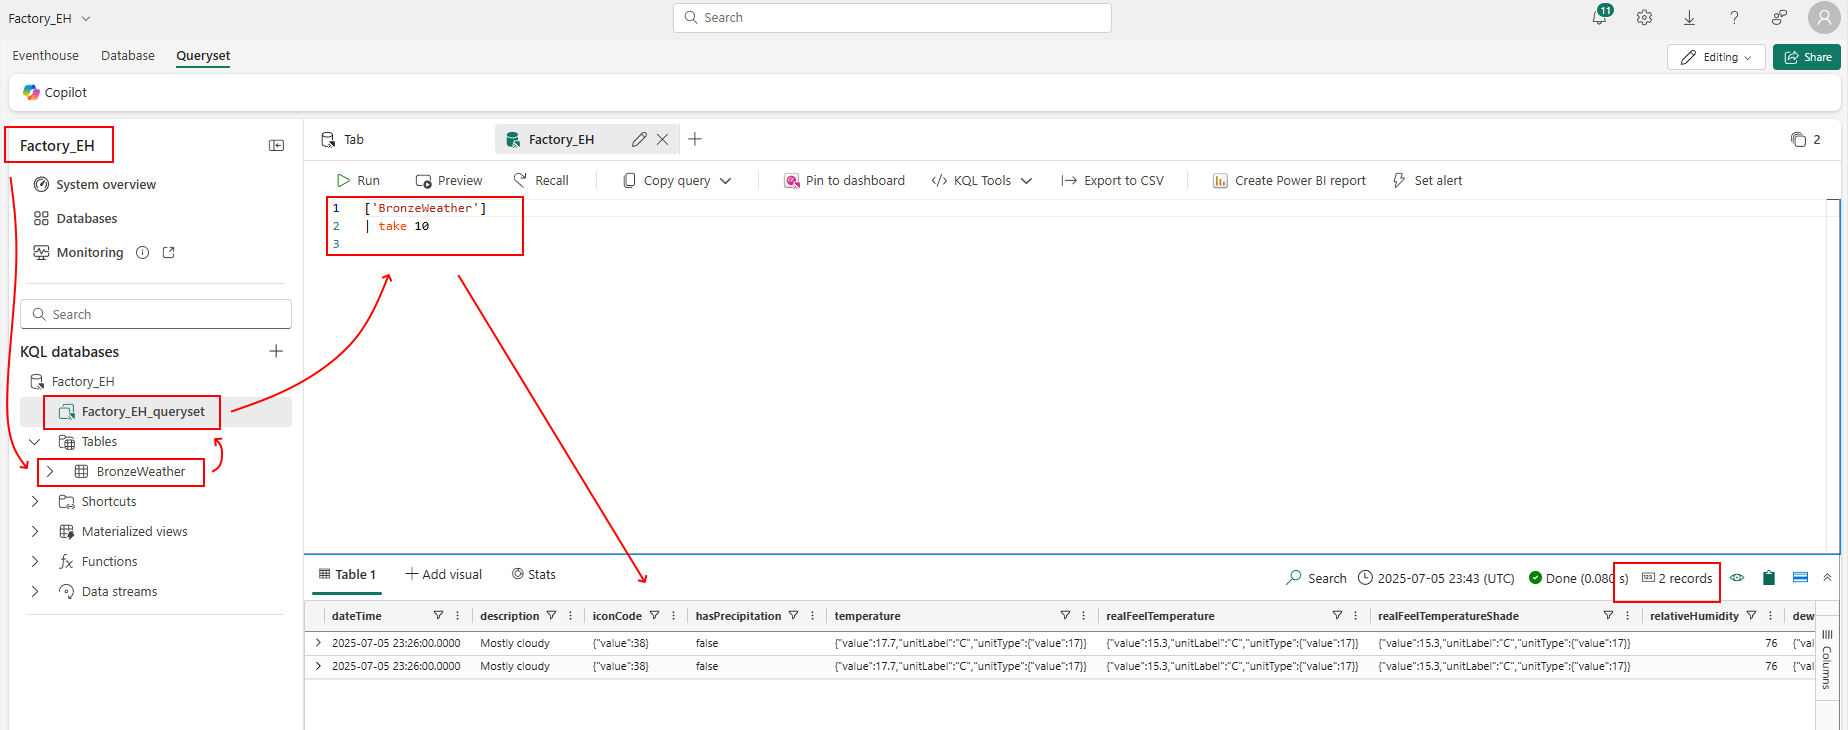 Factory_EH
Search
11
Eventhouse Database Queryset
Editing
Share
Copilot
Factory_EH
System overview
Databases
Monitoring
Search
KQL databases
Factory_EH
Factory_EH_queryset
Tables
BronzeWeather
Shortcuts
Materialized views
Functions
Data streams
Tab
Factory_EH
2
Run Preview Recall Copy query Pin to dashboard KQL Tools Export to CSV Create Power BI report Set alert
1 ['BronzeWeather']
2 | take 10
3
Table 1 Add visual Stats
Search 2025-07-05 23:43 (UTC) Done (0.080 s) 2 records
dateTime description iconCode hasPrecipitation temperature realFeelTemperature realFeelTemperatureShade relativeHumidity dew
2025-07-05 23:26:00.0000 Mostly cloudy {"value":38} false {"value":17.7,"unitLabel":"C","unitType":{"value":17}} {"value":15.3,"unitLabel":"C","unitType":{"value":17}} {"value":15.3,"unitLabel":"C","unitType":{"value":17}} 76 {"val
2025-07-05 23:26:00.0000 Mostly cloudy {"value":38} false {"value":17.7,"unitLabel":"C","unitType":{"value":17}} {"value":15.3,"unitLabel":"C","unitType":{"value":17}} {"value":15.3,"unitLabel":"C","unitType":{"value":17}} 76 {"val
Columns